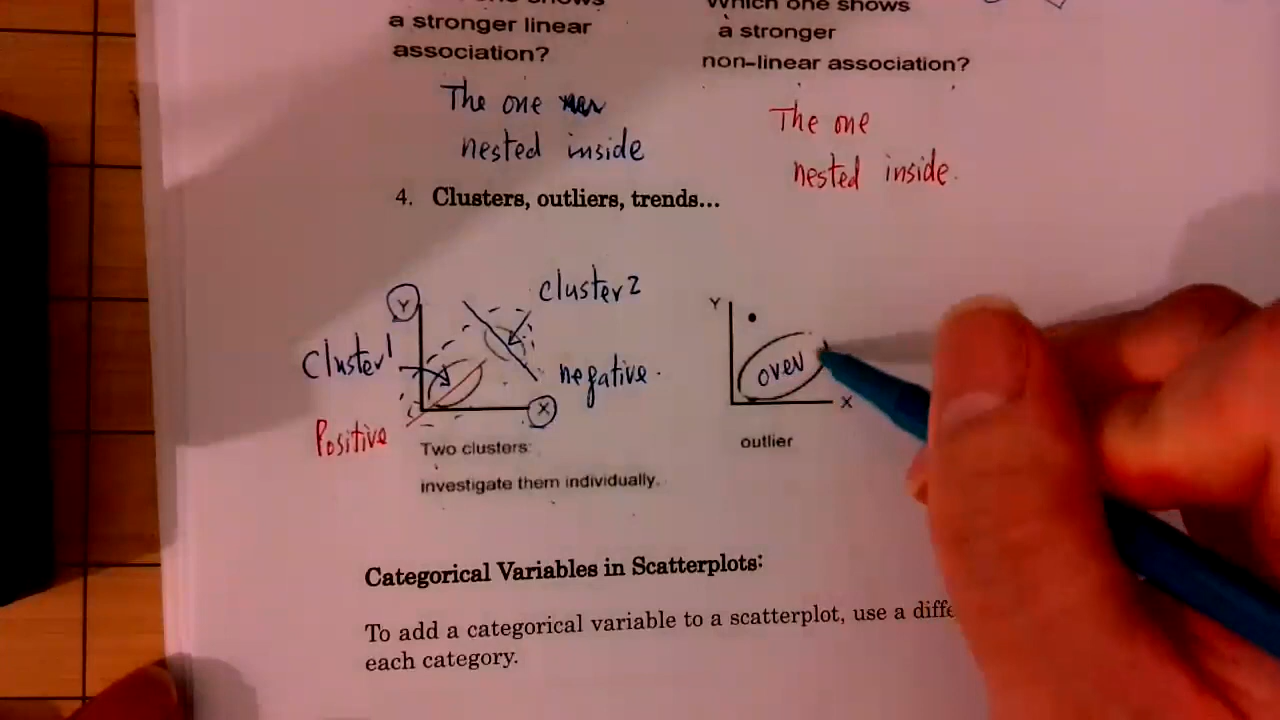 a stronger linear
association?
The one
nested inside
Which one shows
a stronger
non-linear association?
The one
nested inside.
4. Clusters, outliers, trends...
Y
cluster 1
cluster 2
Positive
negative.
X
Two clusters:
investigate them individually.
Y
over
X
outlier
Categorical Variables in Scatterplots:
To add a categorical variable to a scatterplot, use a
each category.